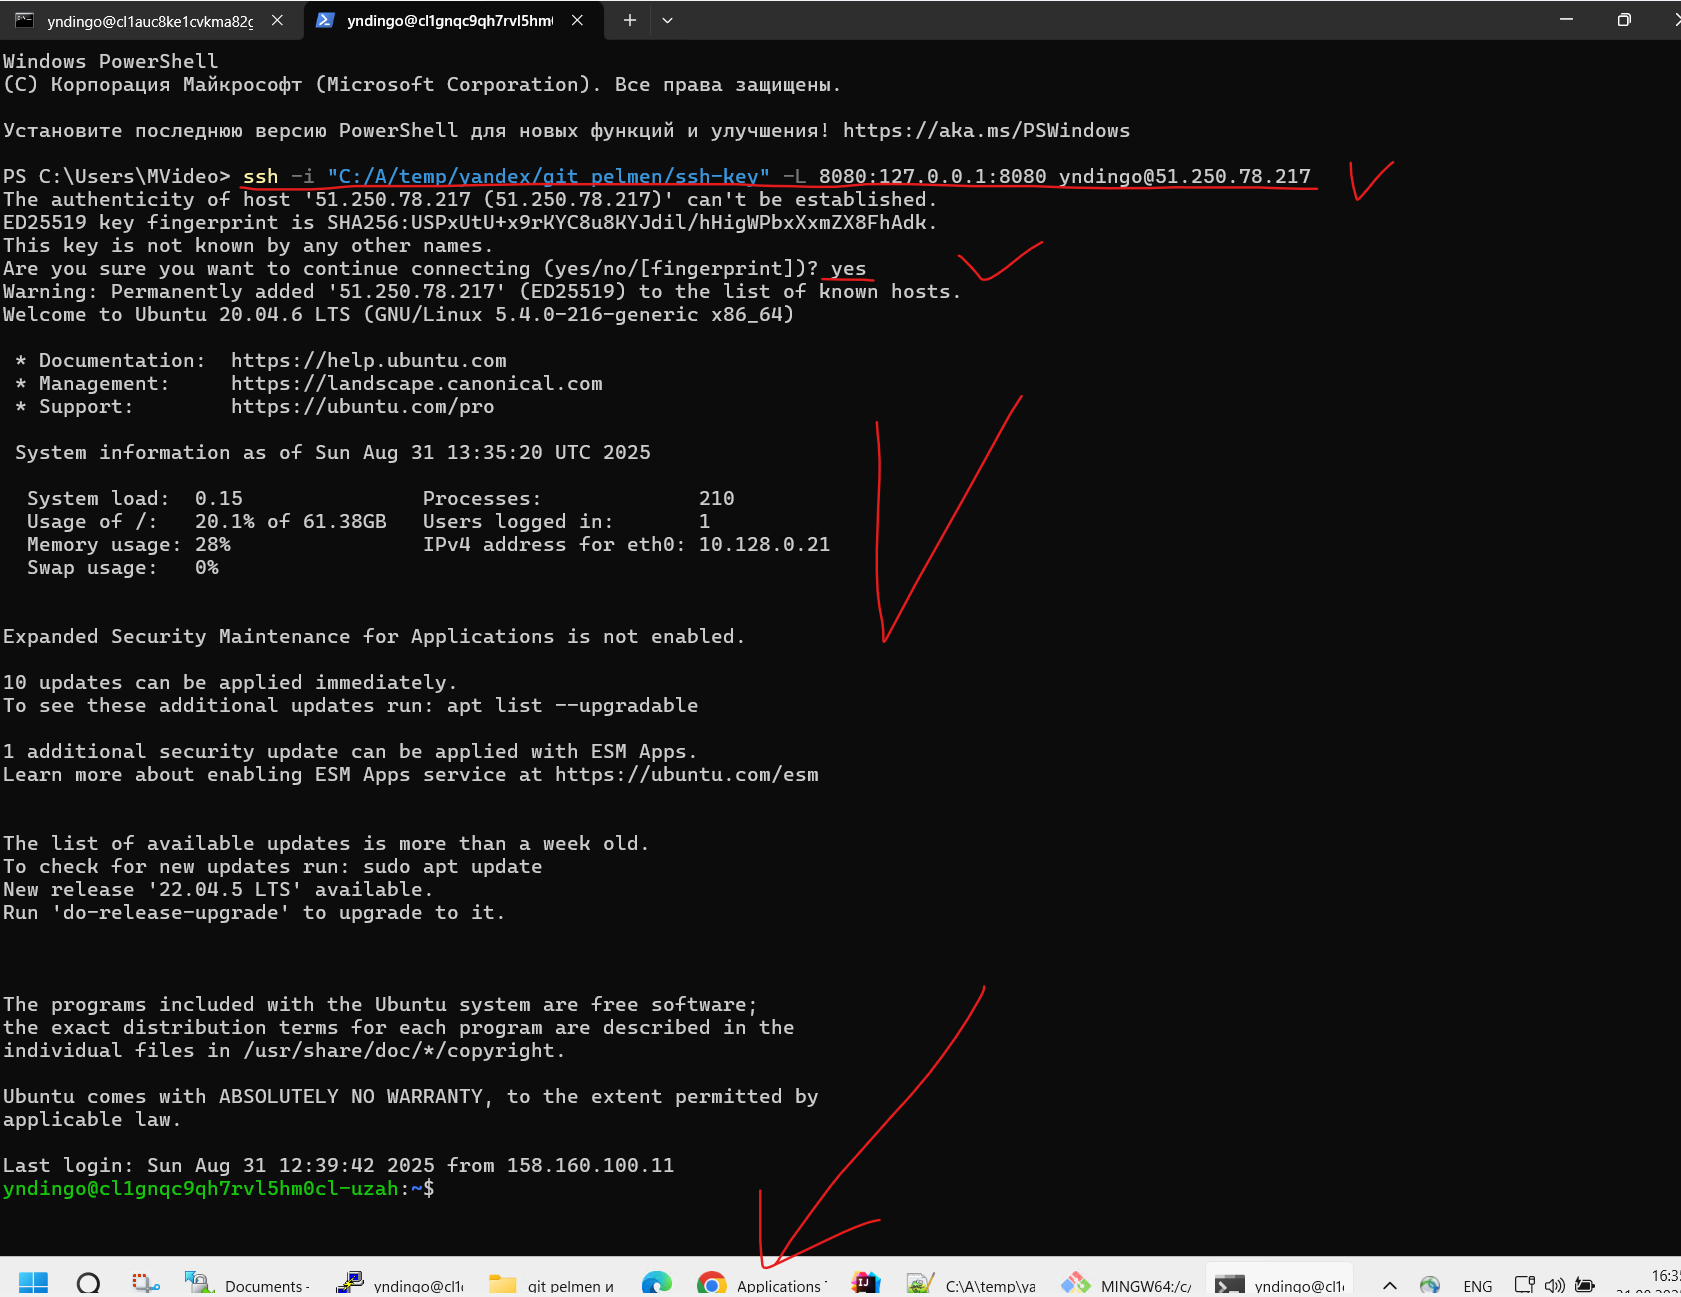 yndingo@cl1auc8ke1cvkma82g
yndingo@cl1gnqc9qh7rvl5hm0
Windows PowerShell
(C) Корпорация Майкрософт (Microsoft Corporation). Все права защищены.
Установите последнюю версию PowerShell для новых функций и улучшения! https://aka.ms/PSWindows
PS C:\Users\MVideo> ssh -i "C:/A/temp/yandex/git pelmen/ssh-key" -L 8080:127.0.0.1:8080 yndingo@51.250.78.217
The authenticity of host '51.250.78.217 (51.250.78.217)' can't be established.
ED25519 key fingerprint is SHA256:USPxUtU+x9rKYC8u8KYJdil/hHigWPbxXxmZX8FhAdk.
This key is not known by any other names.
Are you sure you want to continue connecting (yes/no/[fingerprint])? yes
Warning: Permanently added '51.250.78.217' (ED25519) to the list of known hosts.
Welcome to Ubuntu 20.04.6 LTS (GNU/Linux 5.4.0-216-generic x86_64)
* Documentation:  https://help.ubuntu.com
* Management:     https://landscape.canonical.com
* Support:        https://ubuntu.com/pro
System information as of Sun Aug 31 13:35:20 UTC 2025
System load:  0.15               Processes:             210
Usage of /:   20.1% of 61.38GB   Users logged in:       1
Memory usage: 28%                IPv4 address for eth0: 10.128.0.21
Swap usage:   0%
Expanded Security Maintenance for Applications is not enabled.
10 updates can be applied immediately.
To see these additional updates run: apt list --upgradable
1 additional security update can be applied with ESM Apps.
Learn more about enabling ESM Apps service at https://ubuntu.com/esm
The list of available updates is more than a week old.
To check for new updates run: sudo apt update
New release '22.04.5 LTS' available.
Run 'do-release-upgrade' to upgrade to it.
The programs included with the Ubuntu system are free software;
the exact distribution terms for each program are described in the
individual files in /usr/share/doc/*/copyright.
Ubuntu comes with ABSOLUTELY NO WARRANTY, to the extent permitted by
applicable law.
Last login: Sun Aug 31 12:39:42 2025 from 158.160.100.11
yndingo@cl1gnqc9qh7rvl5hm0cl-uzah:~$
Documents - yndingo@cl1 git pelmen и Applications IJ C:\A\temp\ya MINGW64:/c/ yndingo@cl1 ENG 16:35